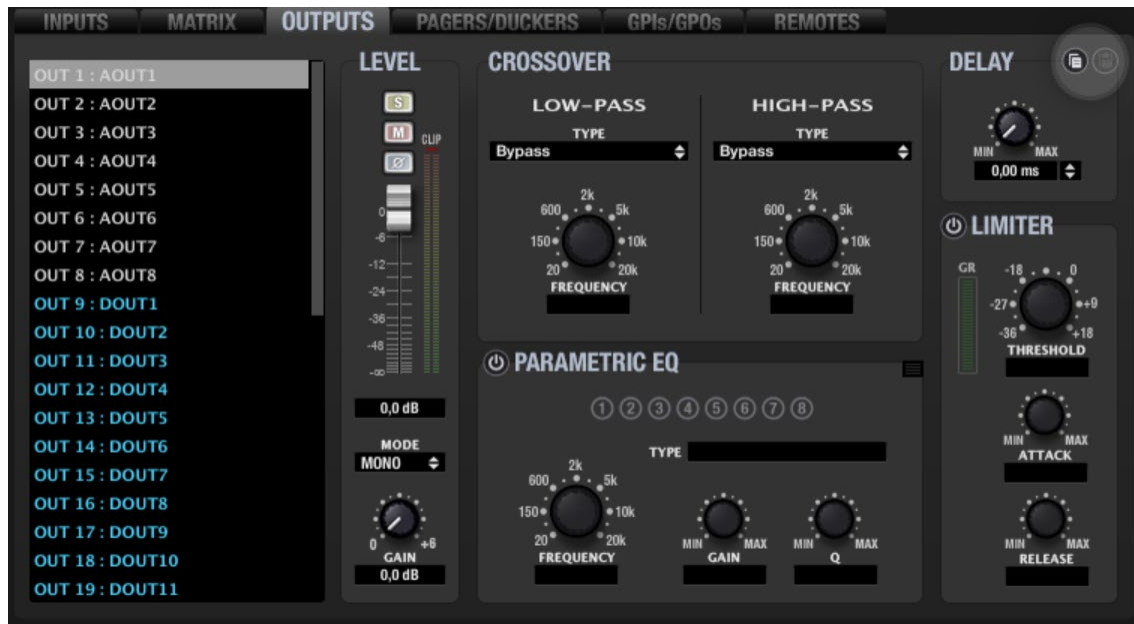 INPUTS
MATRIX
OUTPUTS
PAGERS/DUCKERS
GPIs/GPOs
REMOTES
OUT 1 : AOUT1
OUT 2 : AOUT2
OUT 3 : AOUT3
OUT 4 : AOUT4
OUT 5 : AOUT5
OUT 6 : AOUT6
OUT 7 : AOUT7
OUT 8 : AOUT8
OUT 9 : DOUT1
OUT 10 : DOUT2
OUT 11 : DOUT3
OUT 12 : DOUT4
OUT 13 : DOUT5
OUT 14 : DOUT6
OUT 15 : DOUT7
OUT 16 : DOUT8
OUT 17 : DOUT9
OUT 18 : DOUT10
OUT 19 : DOUT11
LEVEL
S
M
CLIP
Ø
0
-6
-12
-24
-36
-48
-∞
0,0 dB
MODE
MONO
0 +6
GAIN
0,0 dB
CROSSOVER
LOW-PASS
TYPE
Bypass
2k
600 5k
150 10k
20 20k
FREQUENCY
HIGH-PASS
TYPE
Bypass
2k
600 5k
150 10k
20 20k
FREQUENCY
PARAMETRIC EQ
1 2 3 4 5 6 7 8
TYPE
2k
600 5k
150 10k
20 20k
FREQUENCY
MIN MAX
GAIN
MIN MAX
Q
DELAY
MIN MAX
0,00 ms
LIMITER
GR
-18 0
-27 +9
-36 +18
THRESHOLD
MIN MAX
ATTACK
MIN MAX
RELEASE